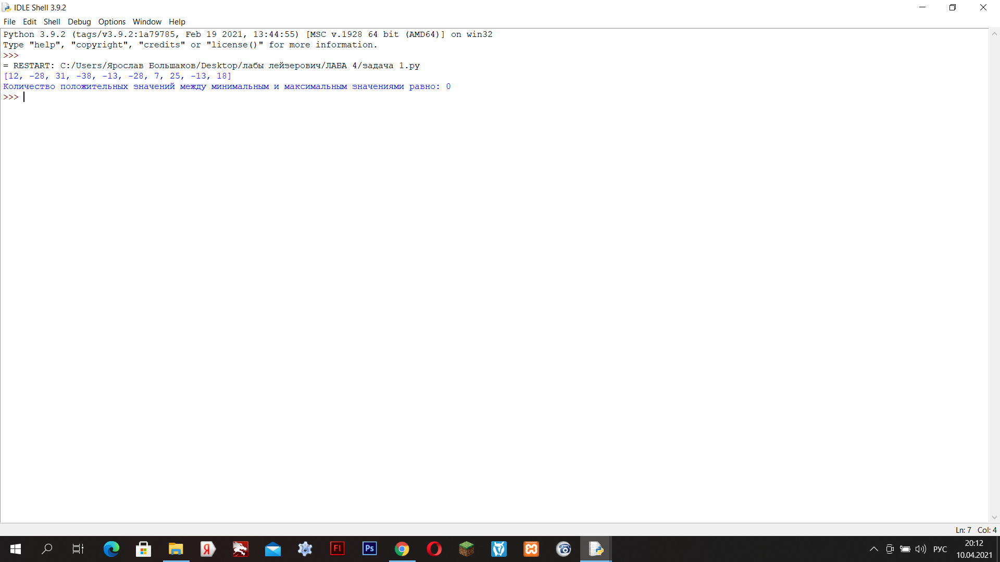 IDLE Shell 3.9.2
File Edit Shell Debug Options Window Help
Python 3.9.2 (tags/v3.9.2:1a79785, Feb 19 2021, 13:44:55) [MSC v.1928 64 bit (AMD64)] on win32
Type "help", "copyright", "credits" or "license()" for more information.
>>>
= RESTART: C:/Users/Ярослав Большаков/Desktop/лабы лейзерович/ЛАБА 4/задача 1.py
[12, -28, 31, -38, -13, -28, 7, 25, -13, 18]
Количество положительных значений между минимальным и максимальным значениями равно: 0
>>>
Ln: 7 Col: 4
Я Fl Ps
РУС
20:12
10.04.2021